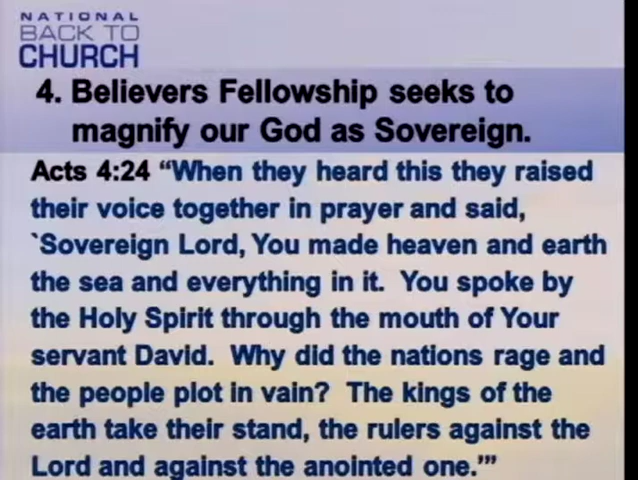 NATIONAL
BACK TO
CHURCH
4. Believers Fellowship seeks to
magnify our God as Sovereign.
Acts 4:24 “When they heard this they raised
their voice together in prayer and said,
`Sovereign Lord, You made heaven and earth
the sea and everything in it.  You spoke by
the Holy Spirit through the mouth of Your
servant David.  Why did the nations rage and
the people plot in vain?  The kings of the
earth take their stand, the rulers against the
Lord and against the anointed one.’”